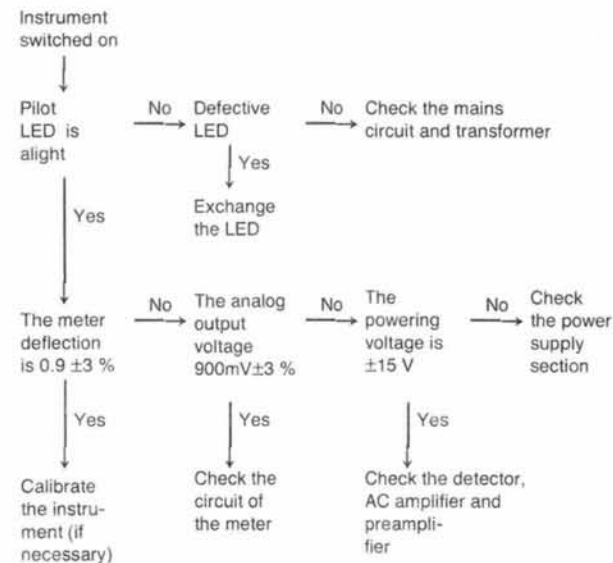 Instrument
switched on
Pilot
LED is
alight
No
Defective
LED
No
Check the mains
circuit and transformer
Yes
Exchange
the LED
Yes
The meter
deflection
is 0.9 ±3 %
No
The analog
output
voltage
900mV±3 %
No
The
powering
voltage is
±15 V
No
Check
the power
supply
section
Yes
Calibrate
the instru-
ment (if
necessary)
Yes
Check the
circuit of
the meter
Yes
Check the detector,
AC amplifier and
preampli-
fier